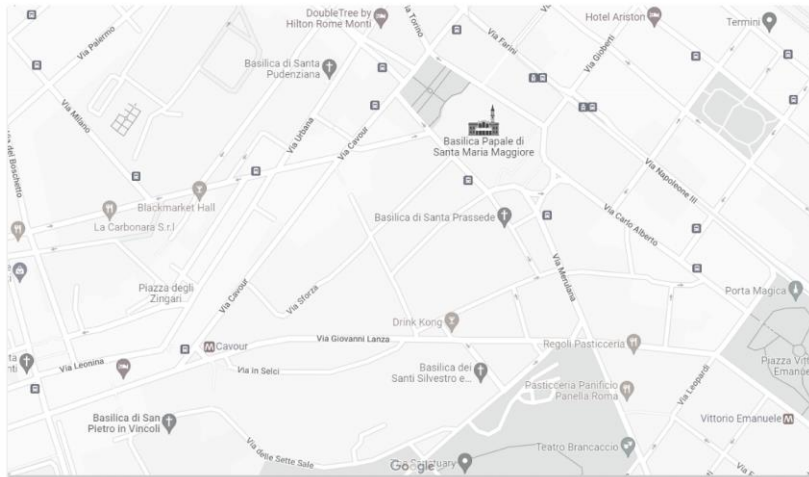 DoubleTree by
Hilton Rome Monti
Via Torino
Via Farini
Hotel Ariston
Termini
Via Palermo
Basilica di Santa
Pudenziana
Via Gioberti
Via Milano
Via Urbana
Via Cavour
Basilica Papale di
Santa Maria Maggiore
Via del Boschetto
Via Napoleone III
Blackmarket Hall
La Carbonara S.r.l
Basilica di Santa Prassede
Via Carlo Alberto
Via Merulana
Piazza degli
Zingari
Via Cavour
Via Sforza
Porta Magica
Drink Kong
Via Giovanni Lanza
Regoli Pasticceria
M Cavour
Via Leonina
Via in Selci
Basilica dei
Santi Silvestro e...
Piazza Vitt
Emanuel
Pasticceria Panificio
Panella Roma
Via Leopardi
Basilica di San
Pietro in Vincoli
Vittorio Emanuele M
Via delle Sette Sale
Teatro Brancaccio
Google